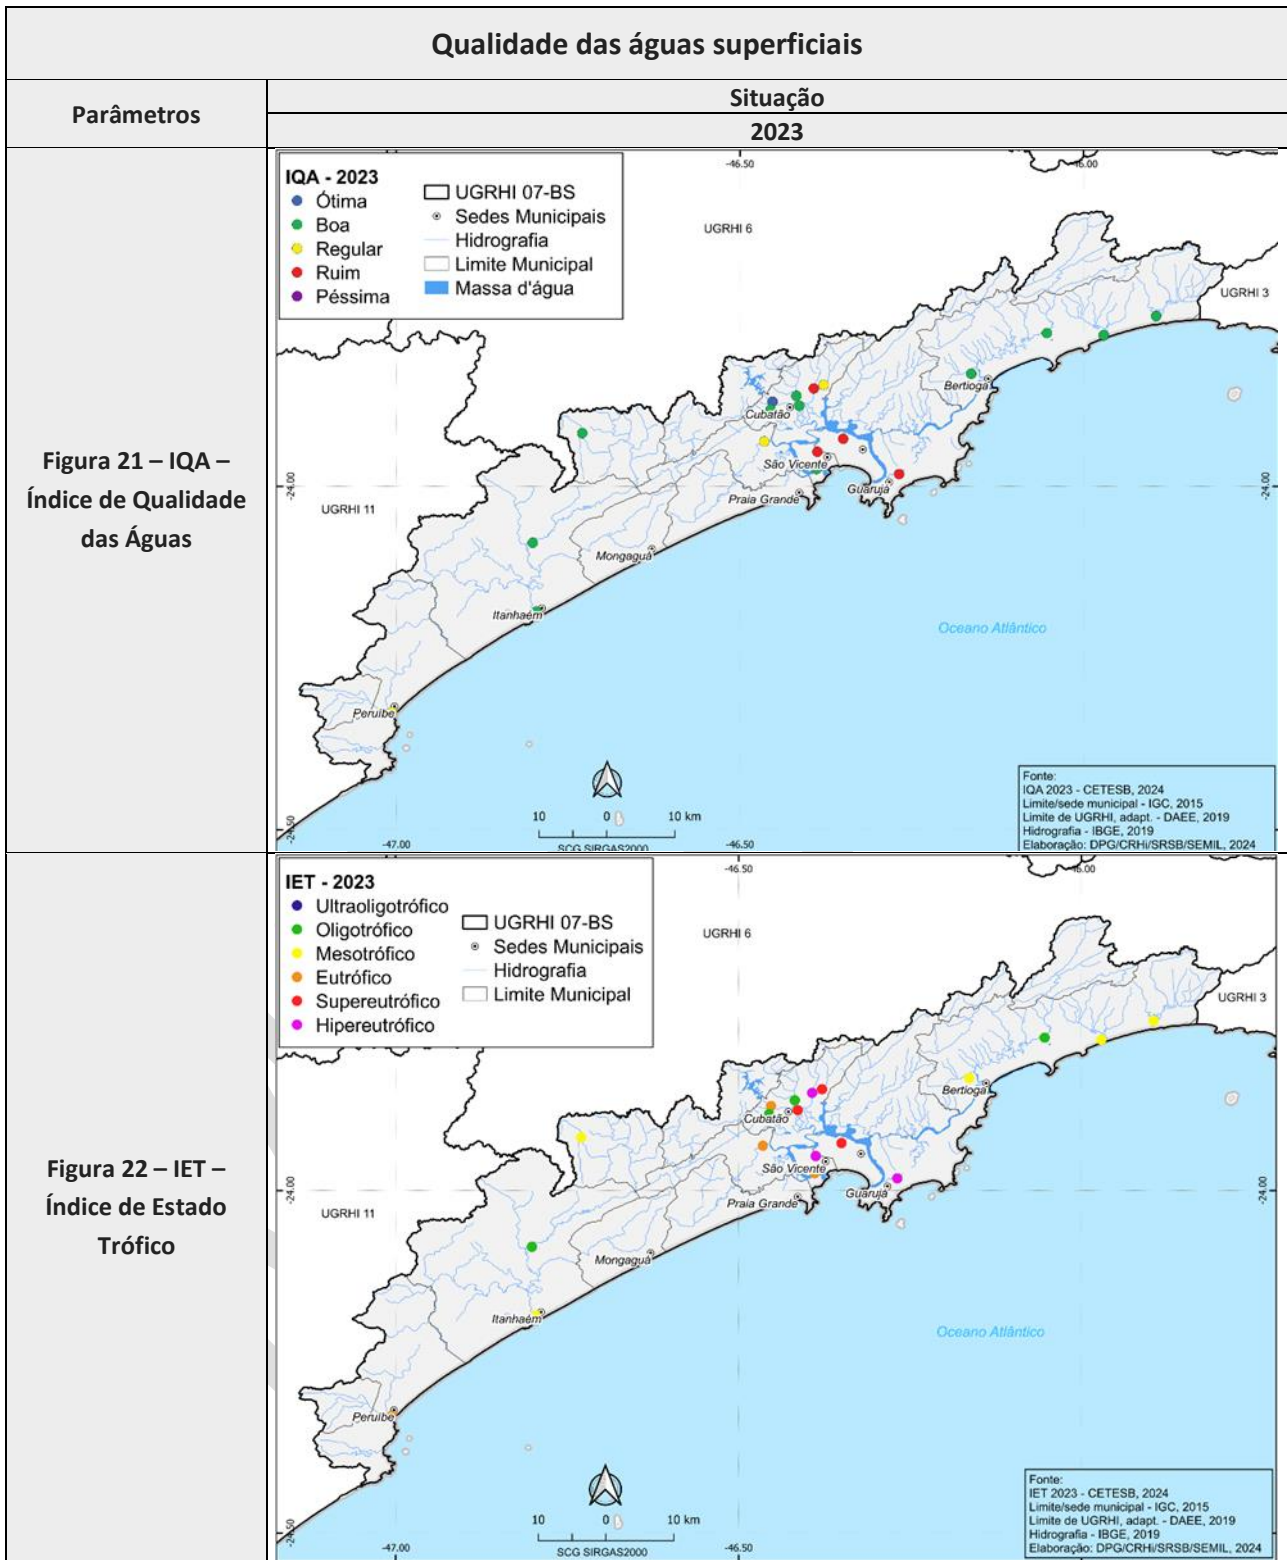 Qualidade das águas superficiais
Parâmetros
Situação
2023
Figura 21 – IQA –
Índice de Qualidade
das Águas
IQA - 2023
Ótima
Boa
Regular
Ruim
Péssima
UGRHI 07-BS
Sedes Municipais
Hidrografia
Limite Municipal
Massa d'água
-46.50
-46.00
UGRHI 6
UGRHI 3
Bertioga
Cubatão
São Vicente
Guarujá
Praia Grande
-24.00
-24.00
UGRHI 11
Mongaguá
Itanhaém
Oceano Atlântico
Peruíbe
10 0 10 km
SCG SIRGAS2000
-24.50
-47.00
-46.50
Fonte:
IQA 2023 - CETESB, 2024
Limite/sede municipal - IGC, 2015
Limite de UGRHI, adapt. - DAEE, 2019
Hidrografia - IBGE, 2019
Elaboração: DPG/CRHi/SRSB/SEMIL, 2024
Figura 22 – IET –
Índice de Estado
Trófico
IET - 2023
Ultraoligotrófico
Oligotrófico
Mesotrófico
Eutrófico
Supereutrófico
Hipereutrófico
UGRHI 07-BS
Sedes Municipais
Hidrografia
Limite Municipal
-46.50
-46.00
UGRHI 6
UGRHI 3
Bertioga
Cubatão
São Vicente
Guarujá
Praia Grande
-24.00
-24.00
UGRHI 11
Mongaguá
Itanhaém
Oceano Atlântico
Peruíbe
10 0 10 km
SCG SIRGAS2000
-24.50
-47.00
-46.50
Fonte:
IET 2023 - CETESB, 2024
Limite/sede municipal - IGC, 2015
Limite de UGRHI, adapt. - DAEE, 2019
Hidrografia - IBGE, 2019
Elaboração: DPG/CRHi/SRSB/SEMIL, 2024